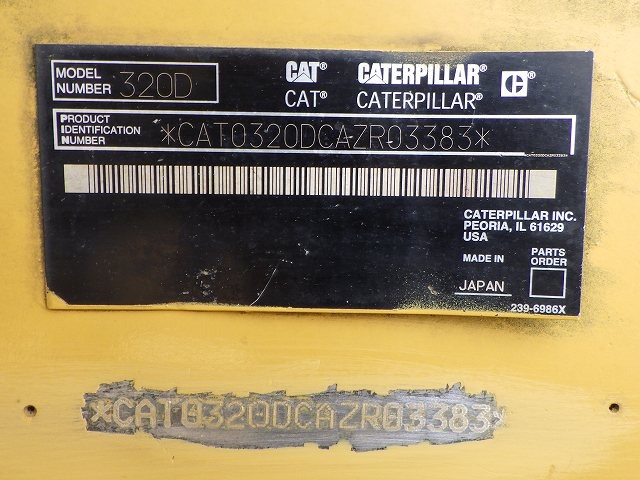 MODEL NUMBER 320D
CAT® CATERPILLAR® C®
CAT® CATERPILLAR®
PRODUCT IDENTIFICATION NUMBER *CAT0320DCAZR03383*
*CAT0320DCAZR03383*
CATERPILLAR INC.
PEORIA, IL 61629
USA
MADE IN JAPAN
PARTS ORDER
239-6986X
*CAT0320DCAZR03383*